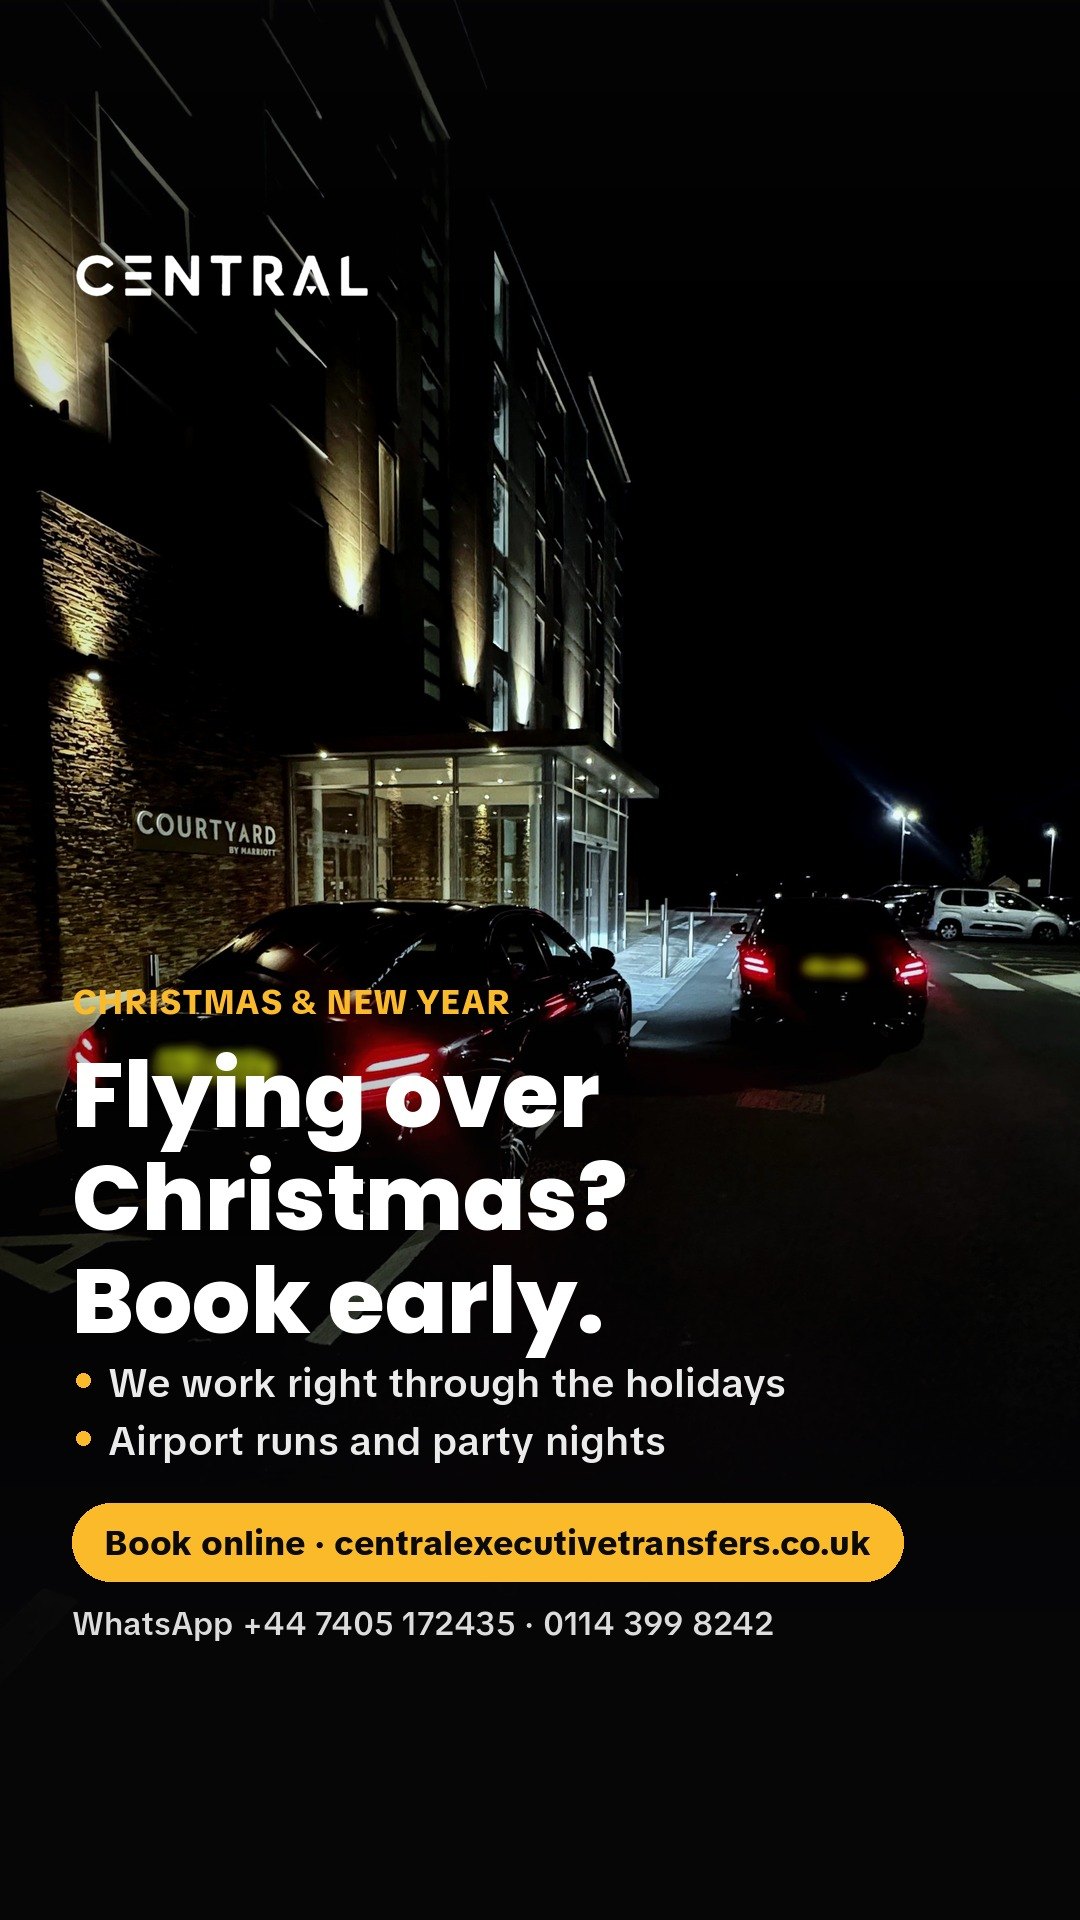 CENTRAL
COURTYARD
BY MARRIOTT
CHRISTMAS & NEW YEAR
Flying over
Christmas?
Book early.
• We work right through the holidays
• Airport runs and party nights
Book online · centralexecutivetransfers.co.uk
WhatsApp +44 7405 172435 · 0114 399 8242